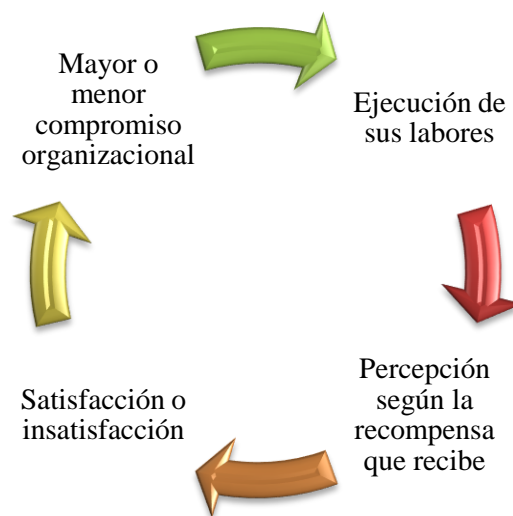 Mayor o
menor
compromiso
organizacional
Ejecución de
sus labores
Percepción
según la
recompensa
que recibe
Satisfacción o
insatisfacción